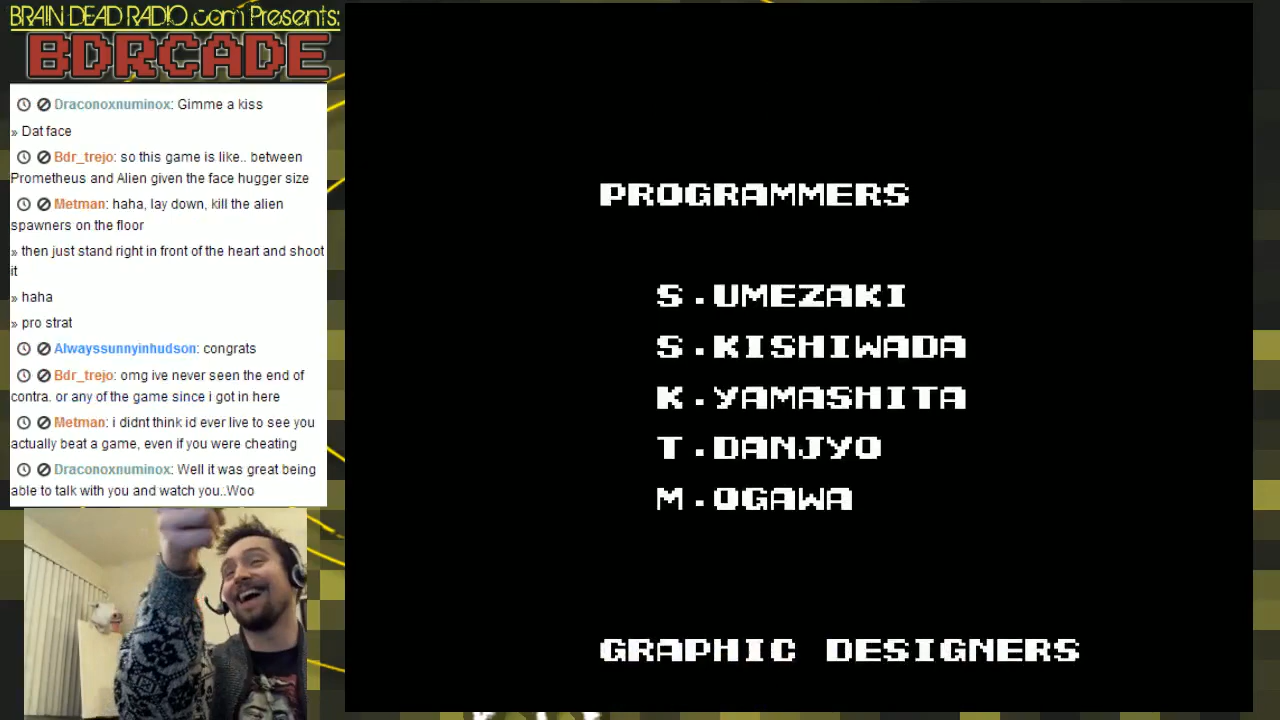 BRAIN DEAD RADIO.com Presents:
BDRCADE
Draconoxnuminox: Gimme a kiss
» Dat face
Bdr_trejo: so this game is like.. between
Prometheus and Alien given the face hugger size
Metman: haha, lay down, kill the alien
spawners on the floor
» then just stand right in front of the heart and shoot
it
» haha
» pro strat
Alwayssunnyinhudson: congrats
Bdr_trejo: omg ive never seen the end of
contra. or any of the game since i got in here
Metman: i didnt think id ever live to see you
actually beat a game, even if you were cheating
Draconoxnuminox: Well it was great being
able to talk with you and watch you..Woo
PROGRAMMERS
S.UMEZAKI
S.KISHIWADA
K.YAMASHITA
T.DANJYO
M.OGAWA
GRAPHIC DESIGNERS